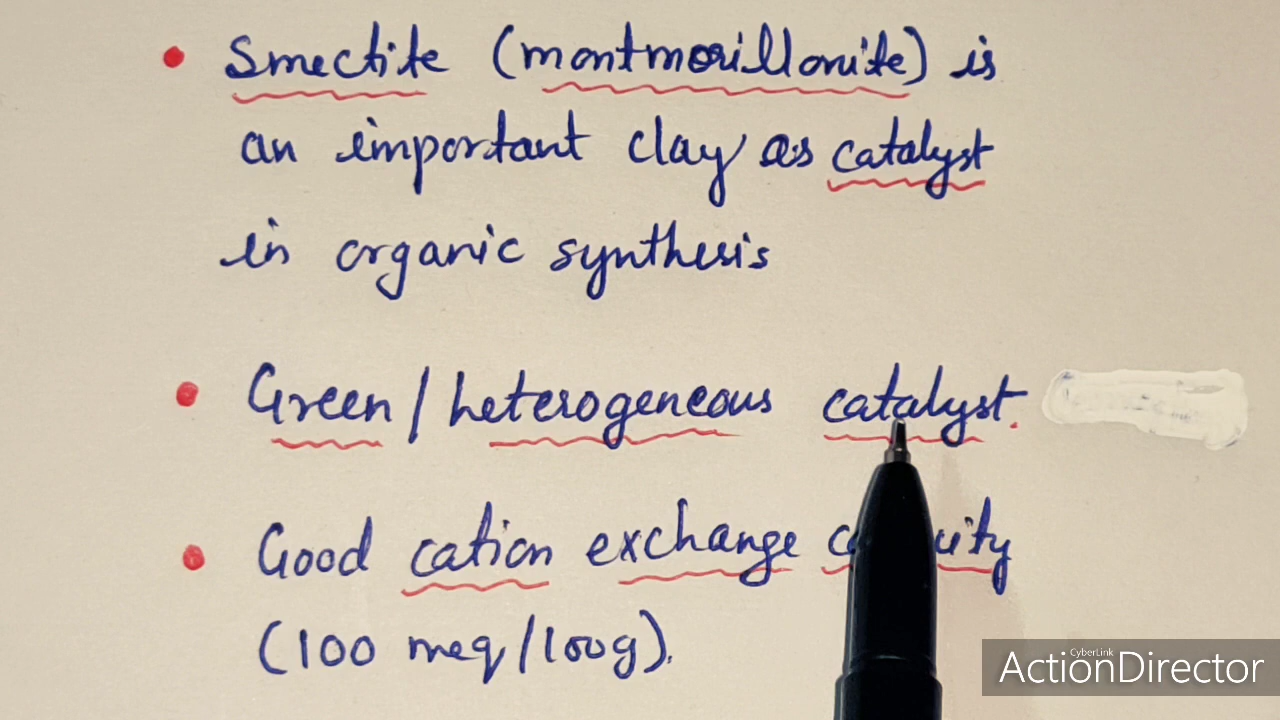 • Smectite (montmorillonite) is
an important clay as catalyst
in organic synthesis
• Green/heterogeneous catalyst.
• Good cation exchange
(100 meq/100g).
CyberLink
ActionDirector